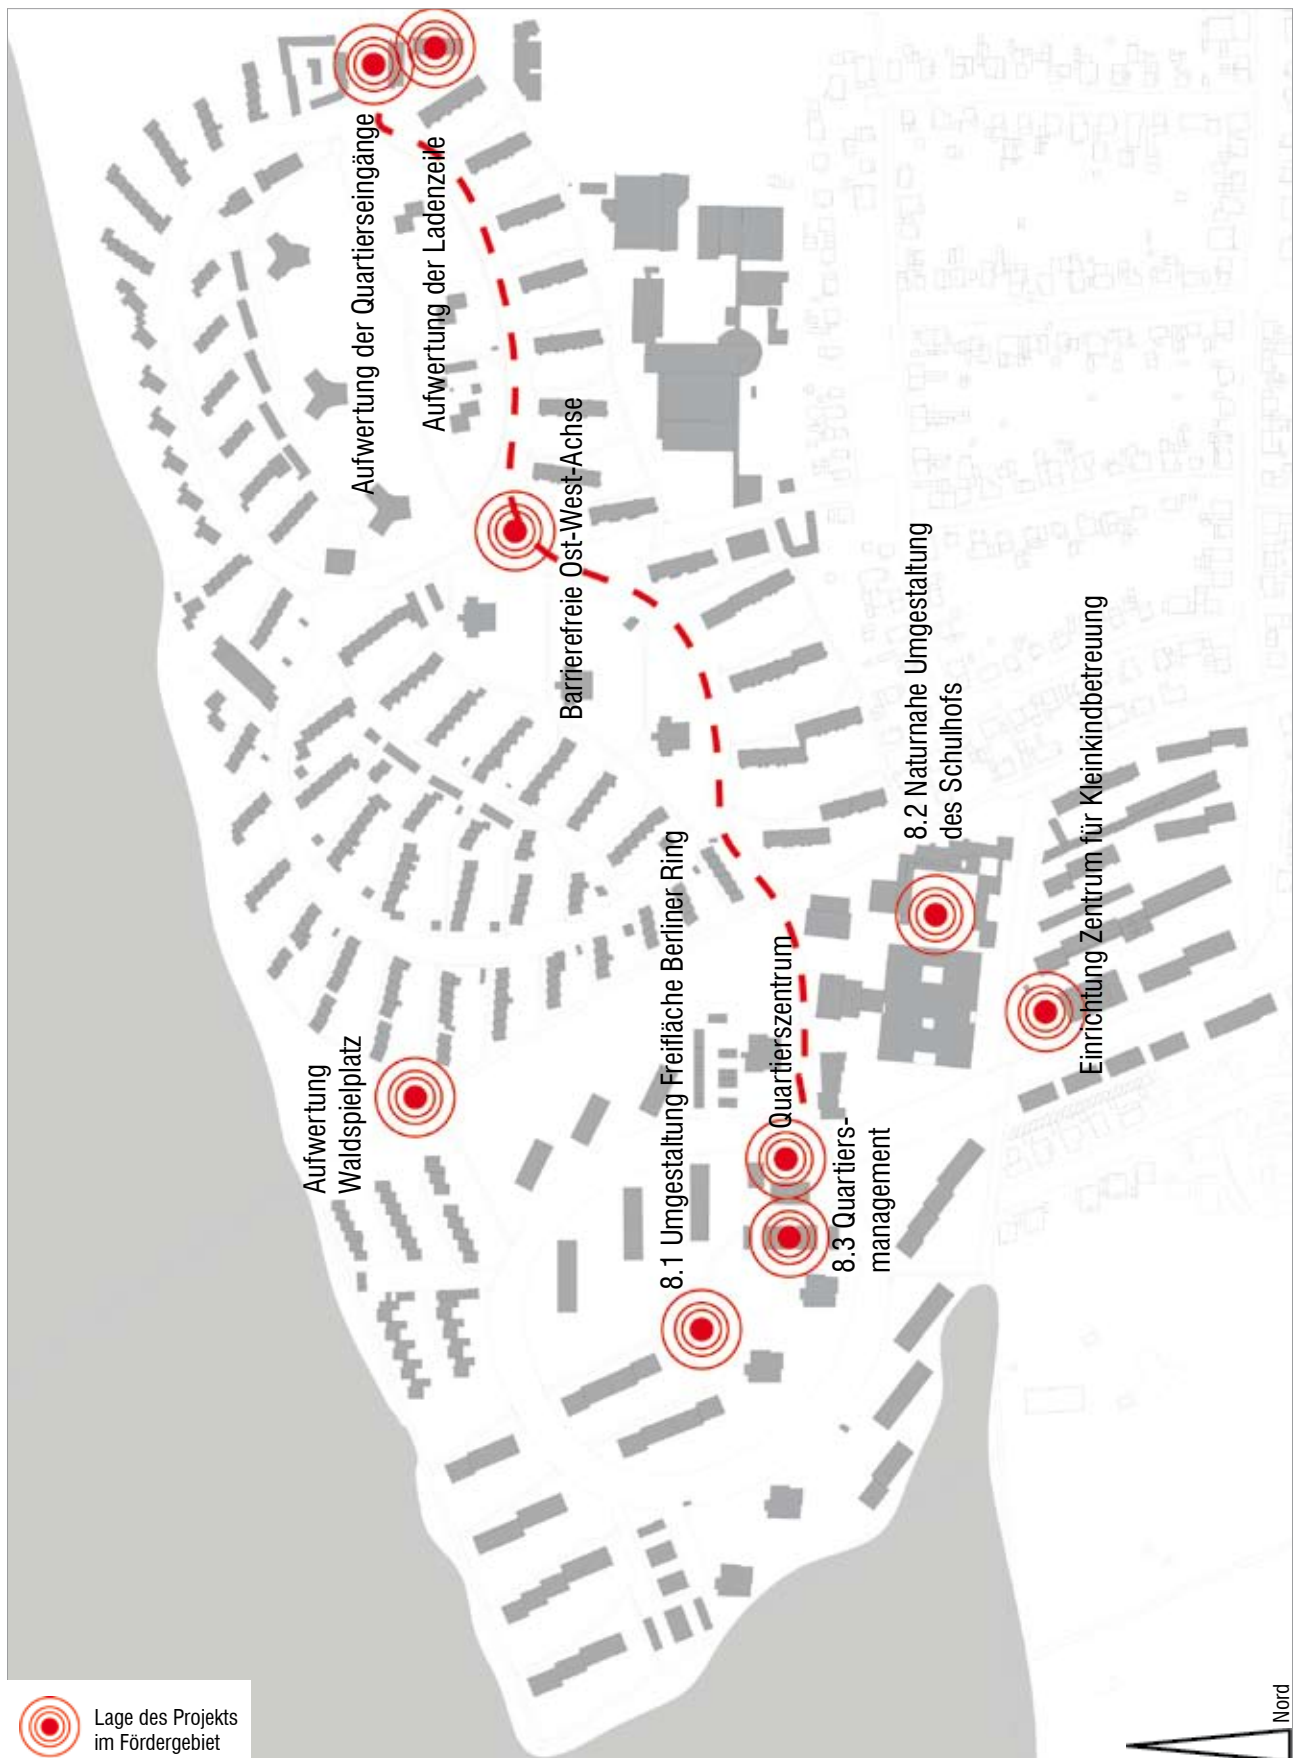 Aufwertung der Quartierseingänge
Aufwertung der Ladenzeile
Barrierefreie Ost-West-Achse
8.2 Naturnahe Umgestaltung
des Schulhofs
Einrichtung Zentrum für Kleinkindbetreuung
Aufwertung
Waldspielplatz
8.1 Umgestaltung Freifläche Berliner Ring
Quartierszentrum
8.3 Quartiers-
management
Lage des Projekts
im Fördergebiet
Nord